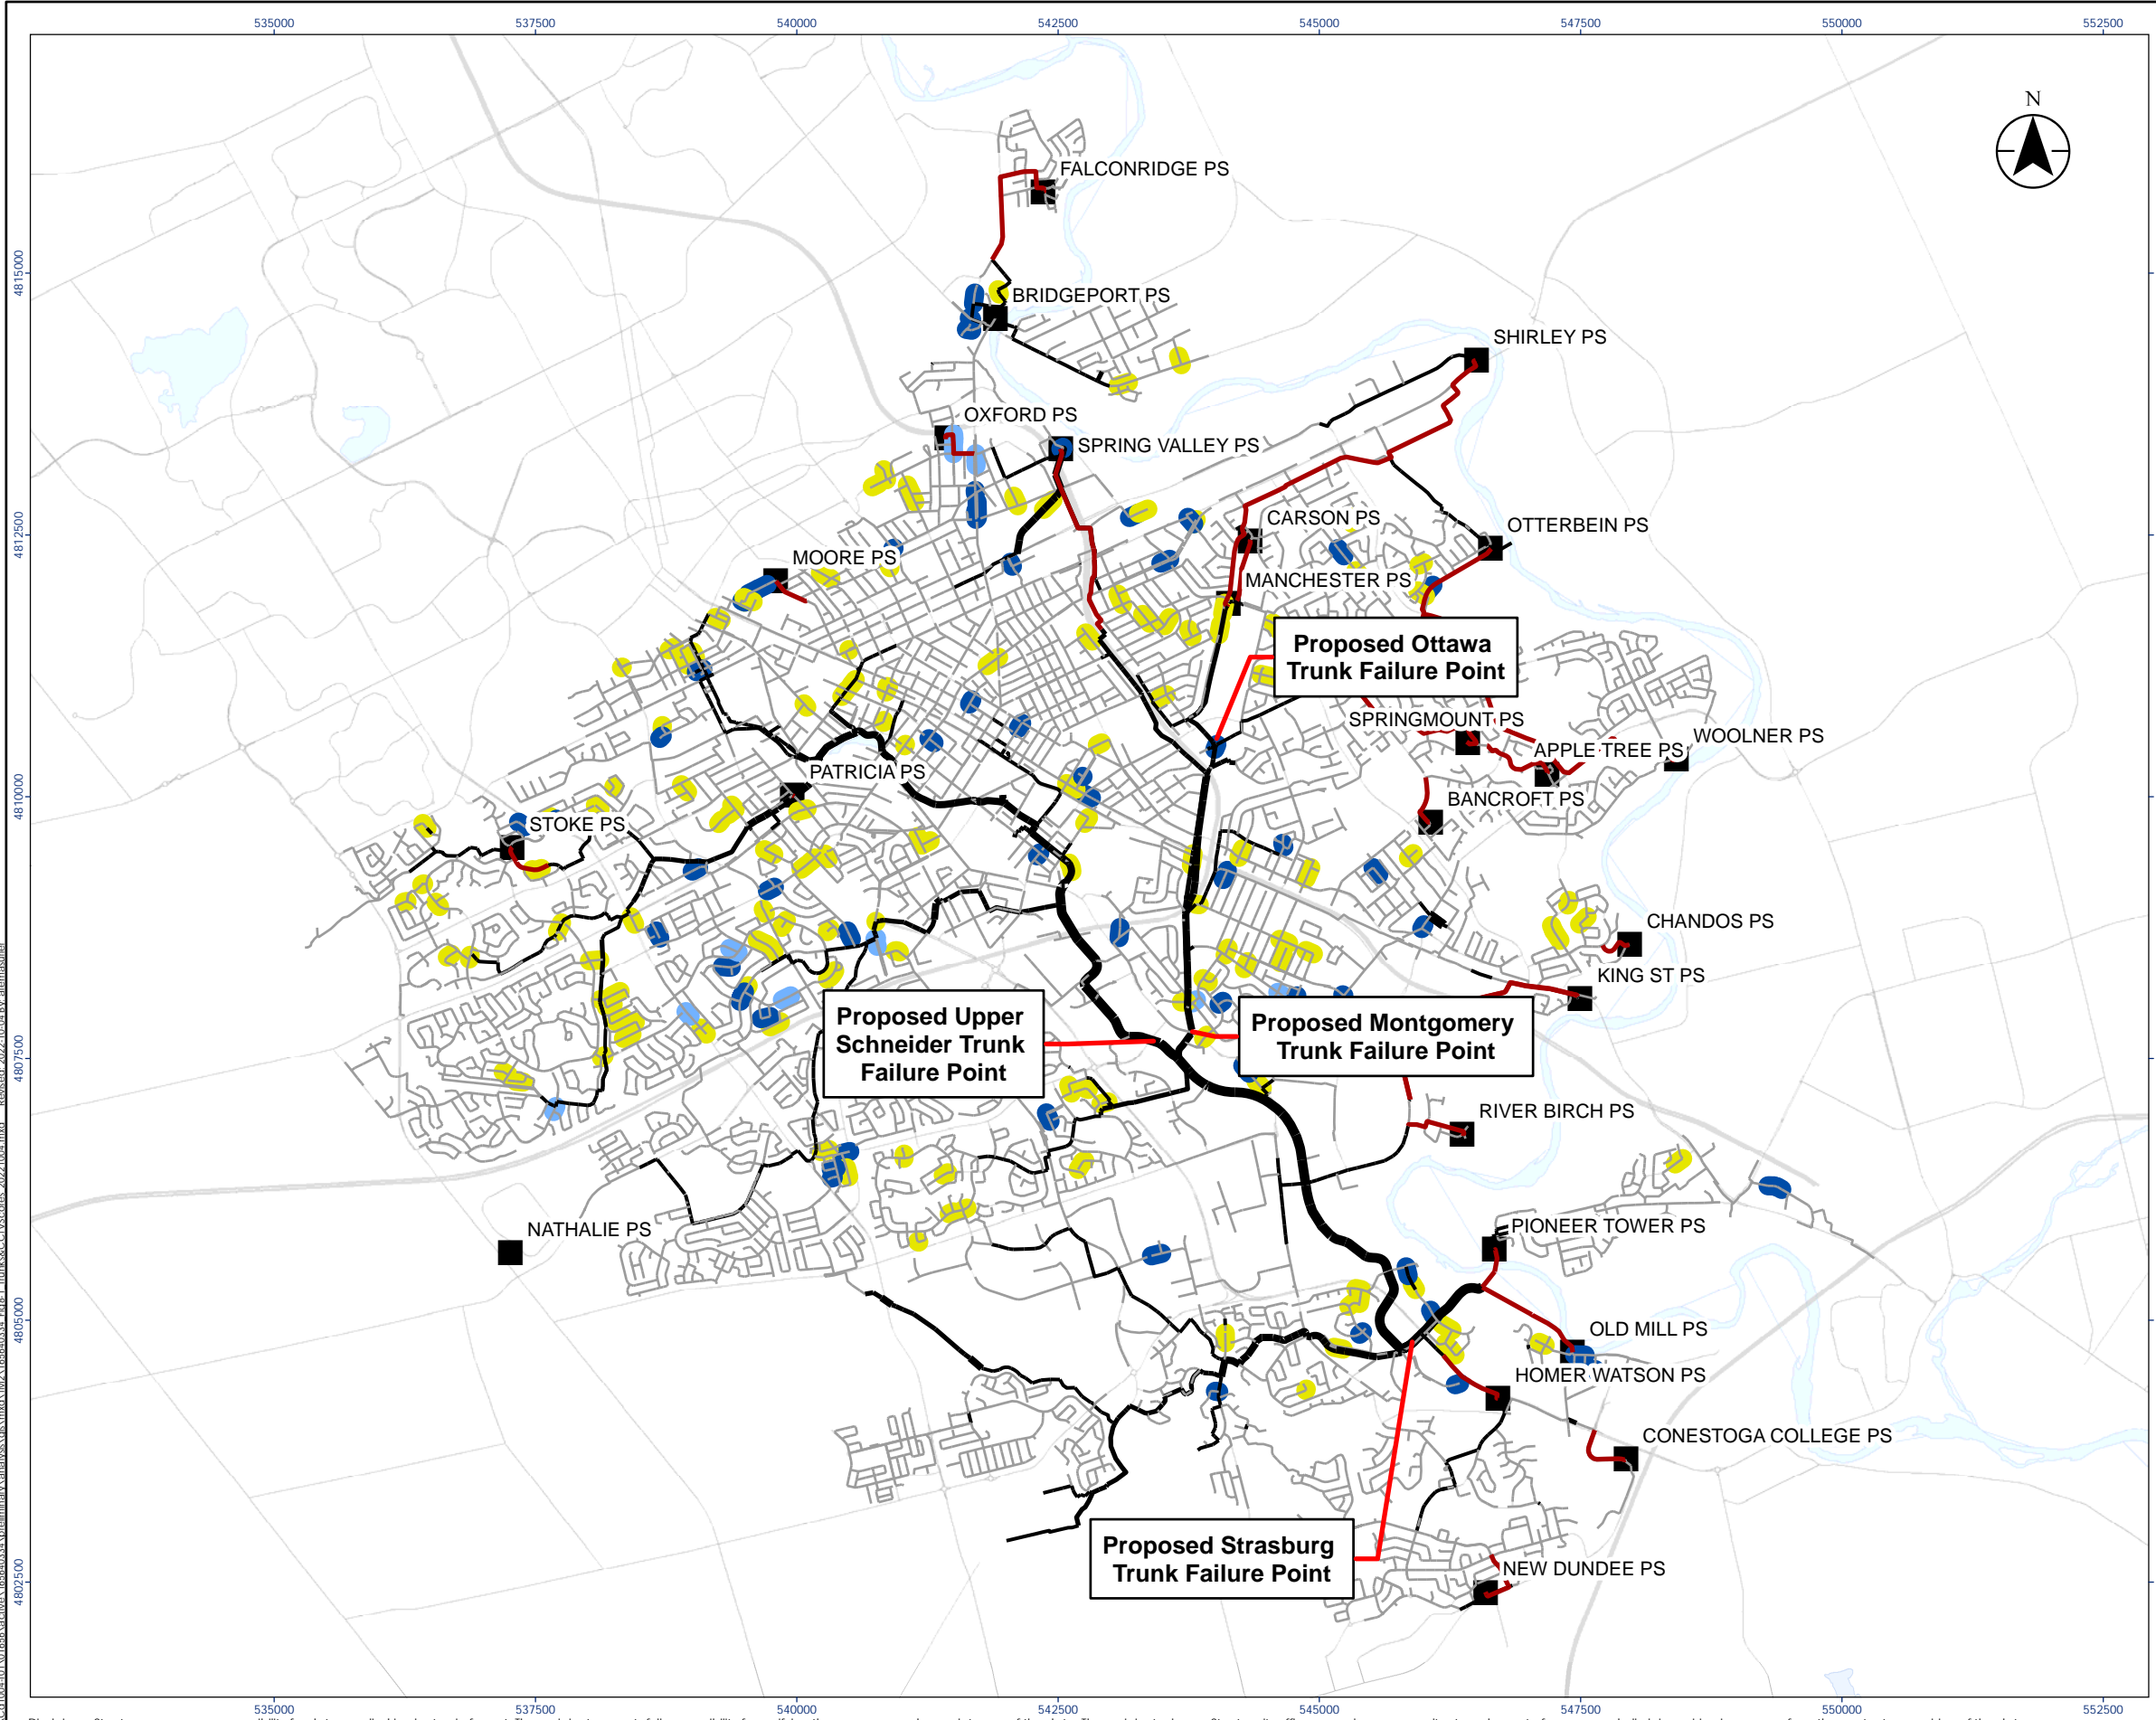 535000 537500 540000 542500 545000 547500 550000 552500
N
FALCONRIDGE PS
4815000
BRIDGEPORT PS
SHIRLEY PS
OXFORD PS
SPRING VALLEY PS
4812500
CARSON PS
OTTERBEIN PS
MOORE PS
MANCHESTER PS
Proposed Ottawa
Trunk Failure Point
SPRINGMOUNT PS
WOOLNER PS
APPLE TREE PS
PATRICIA PS
4810000
BANCROFT PS
STOKE PS
CHANDOS PS
KING ST PS
Proposed Upper
Schneider Trunk
Failure Point
Proposed Montgomery
Trunk Failure Point
4807500
RIVER BIRCH PS
NATHALIE PS
PIONEER TOWER PS
4805000
OLD MILL PS
HOMER WATSON PS
CONESTOGA COLLEGE PS
Proposed Strasburg
Trunk Failure Point
NEW DUNDEE PS
4802500
535000 537500 540000 542500 545000 547500 550000 552500